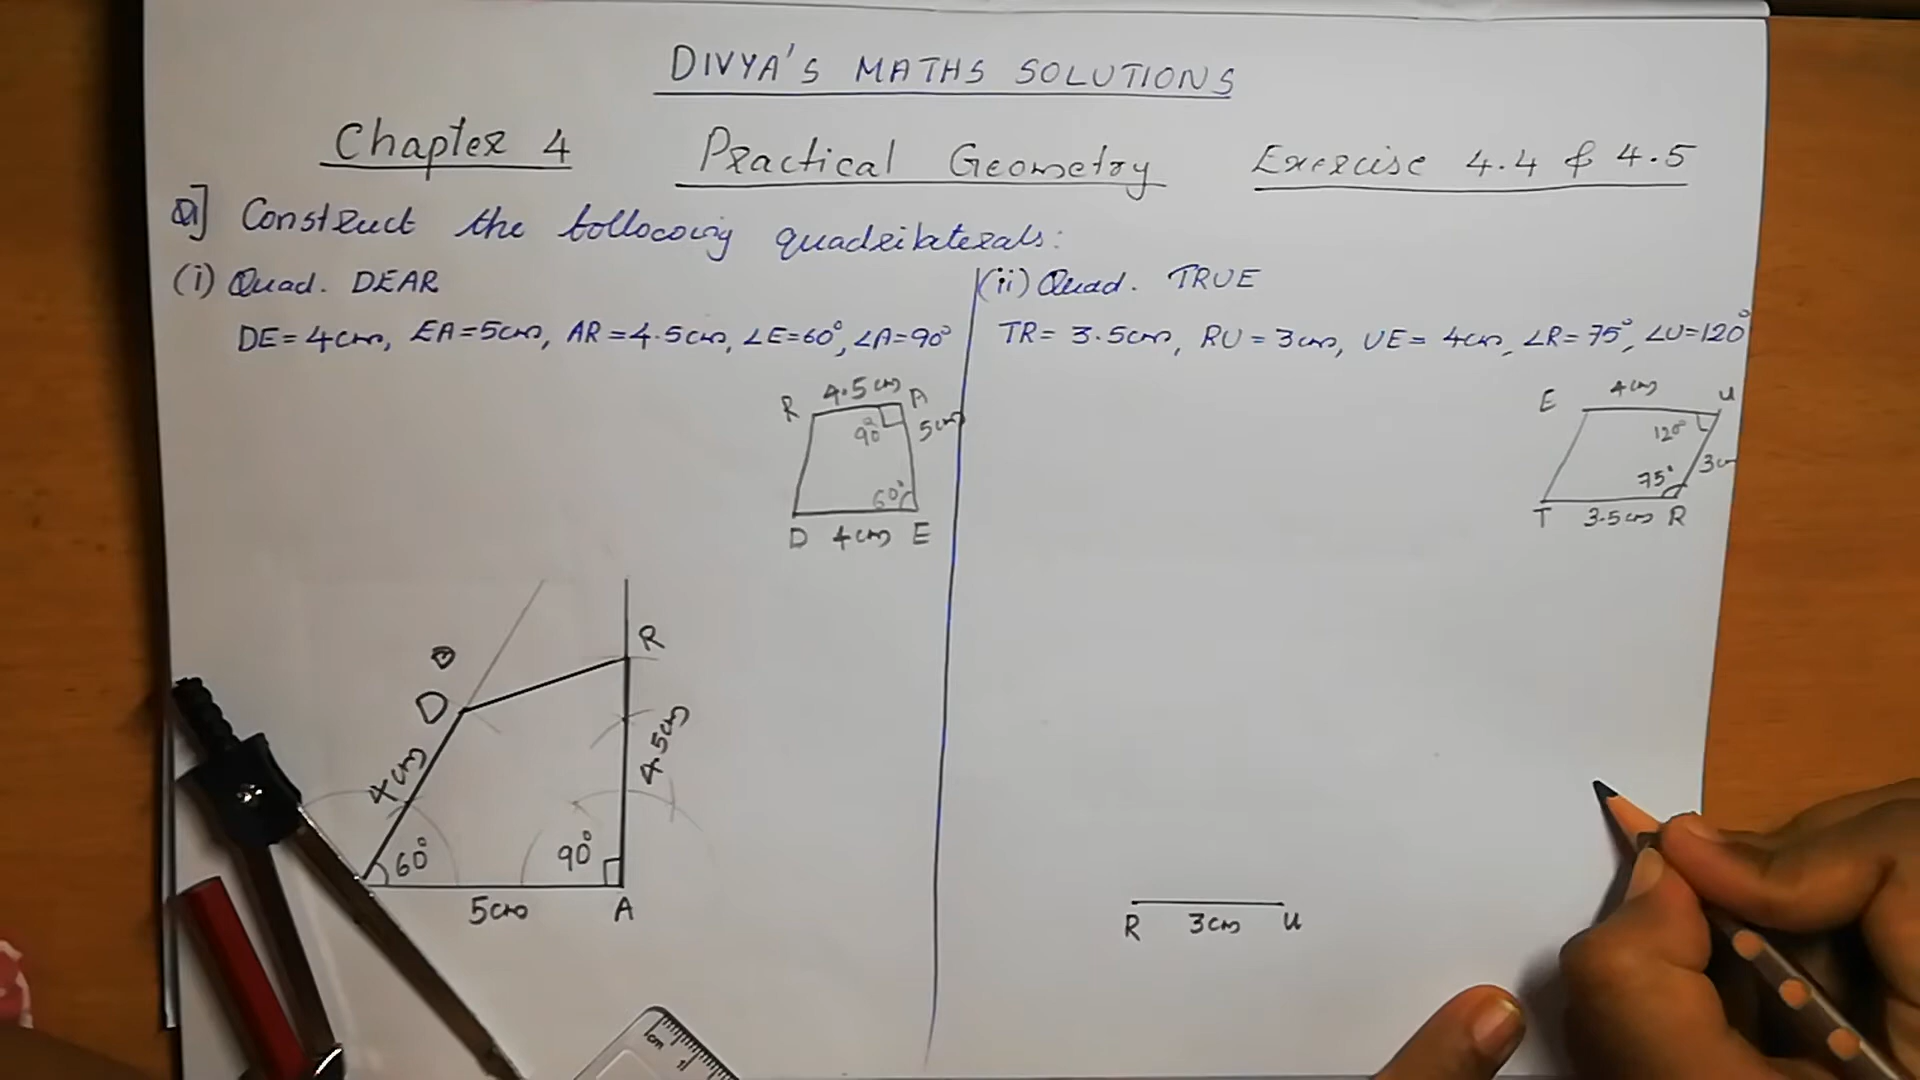 DIVYA'S MATHS SOLUTIONS
Chapter 4 Practical Geometry Exercise 4.4 & 4.5
Q] Construct the following quadrilaterals:
(i) Quad. DEAR
DE = 4cm, EA = 5cm, AR = 4.5cm, ∠E = 60°, ∠A = 90°
R 4.5cm A
90° 5cm
60°
D 4cm E
R
D
4cm
4.5cm
60° 90°
5cm A
(ii) Quad. TRUE
TR = 3.5cm, RU = 3cm, UE = 4cm, ∠R = 75°, ∠U = 120°
E 4cm U
120°
75° 3cm
T 3.5cm R
R 3cm U
cm 1